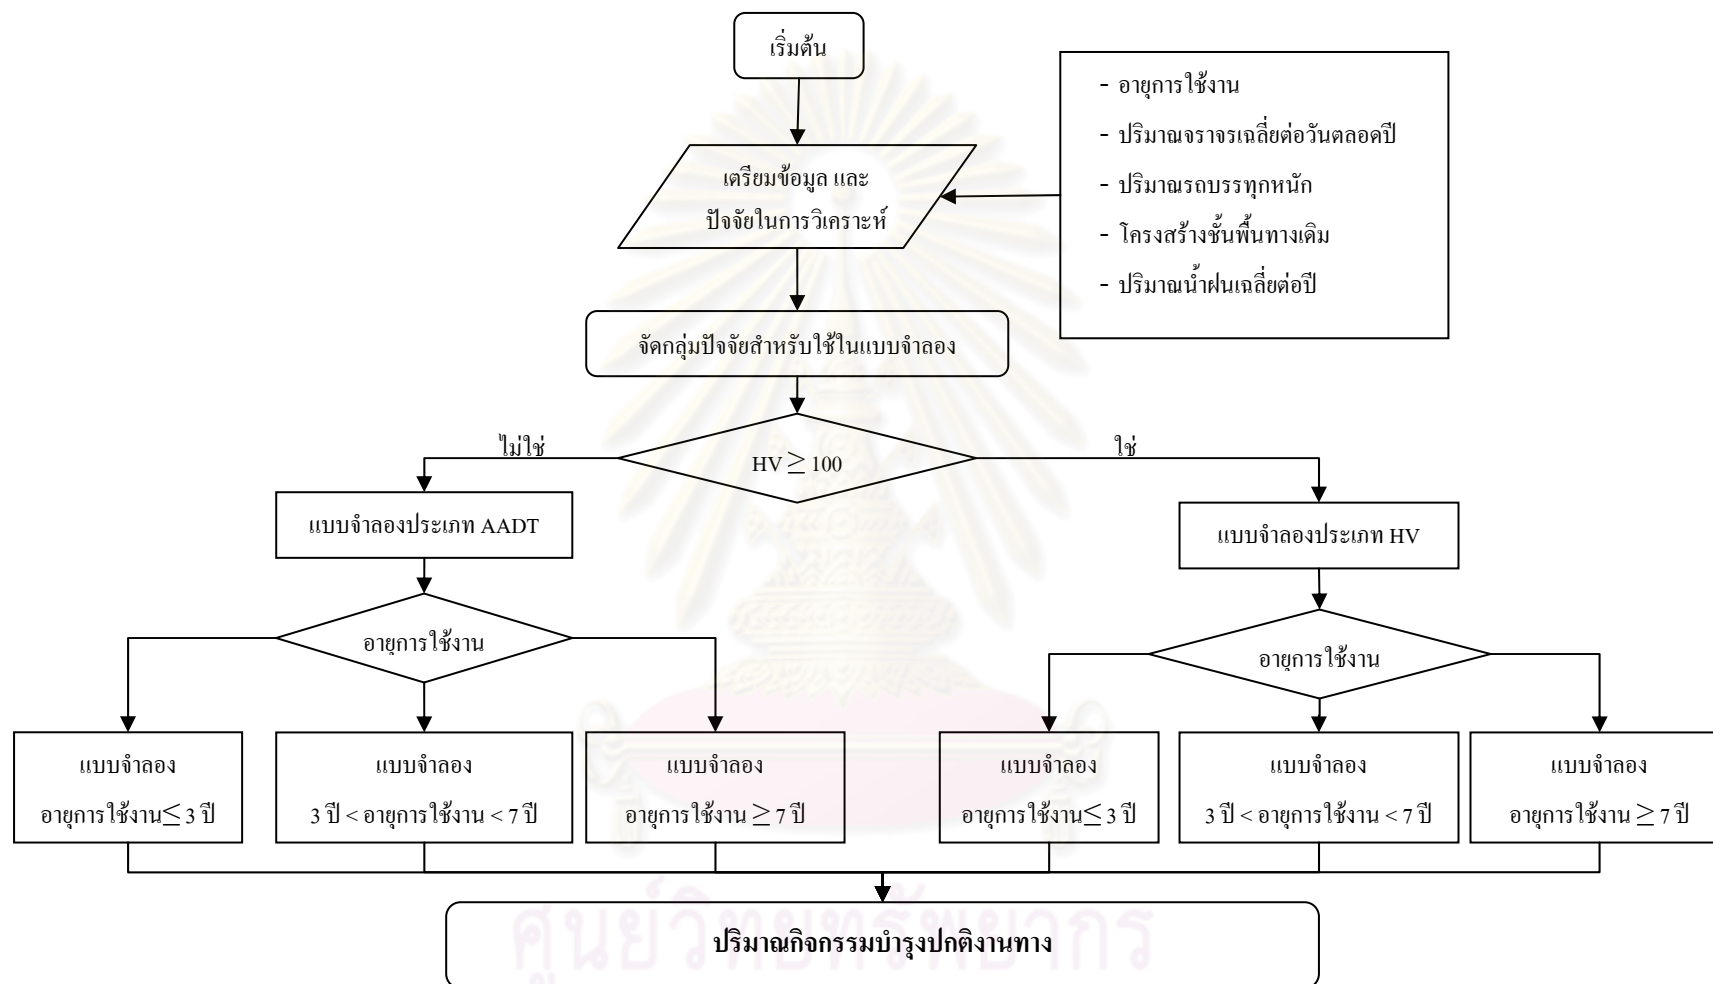 เริ่มต้น
- อายุการใช้งาน
- ปริมาณจราจรเฉลี่ยต่อวันตลอดปี
- ปริมาณรถบรรทุกหนัก
- โครงสร้างชั้นพื้นทางเดิม
- ปริมาณน้ำฝนเฉลี่ยต่อปี
เตรียมข้อมูล และ
ปัจจัยในการวิเคราะห์
จัดกลุ่มปัจจัยสำหรับใช้ในแบบจำลอง
ไม่ใช่
HV ≥ 100
ใช่
แบบจำลองประเภท AADT
แบบจำลองประเภท HV
อายุการใช้งาน
อายุการใช้งาน
แบบจำลอง
อายุการใช้งาน≤ 3 ปี
แบบจำลอง
3 ปี < อายุการใช้งาน < 7 ปี
แบบจำลอง
อายุการใช้งาน ≥ 7 ปี
แบบจำลอง
อายุการใช้งาน≤ 3 ปี
แบบจำลอง
3 ปี < อายุการใช้งาน < 7 ปี
แบบจำลอง
อายุการใช้งาน ≥ 7 ปี
ปริมาณกิจกรรมบำรุงปกติงานทาง
ศูนย์วิทยทรัพยากร